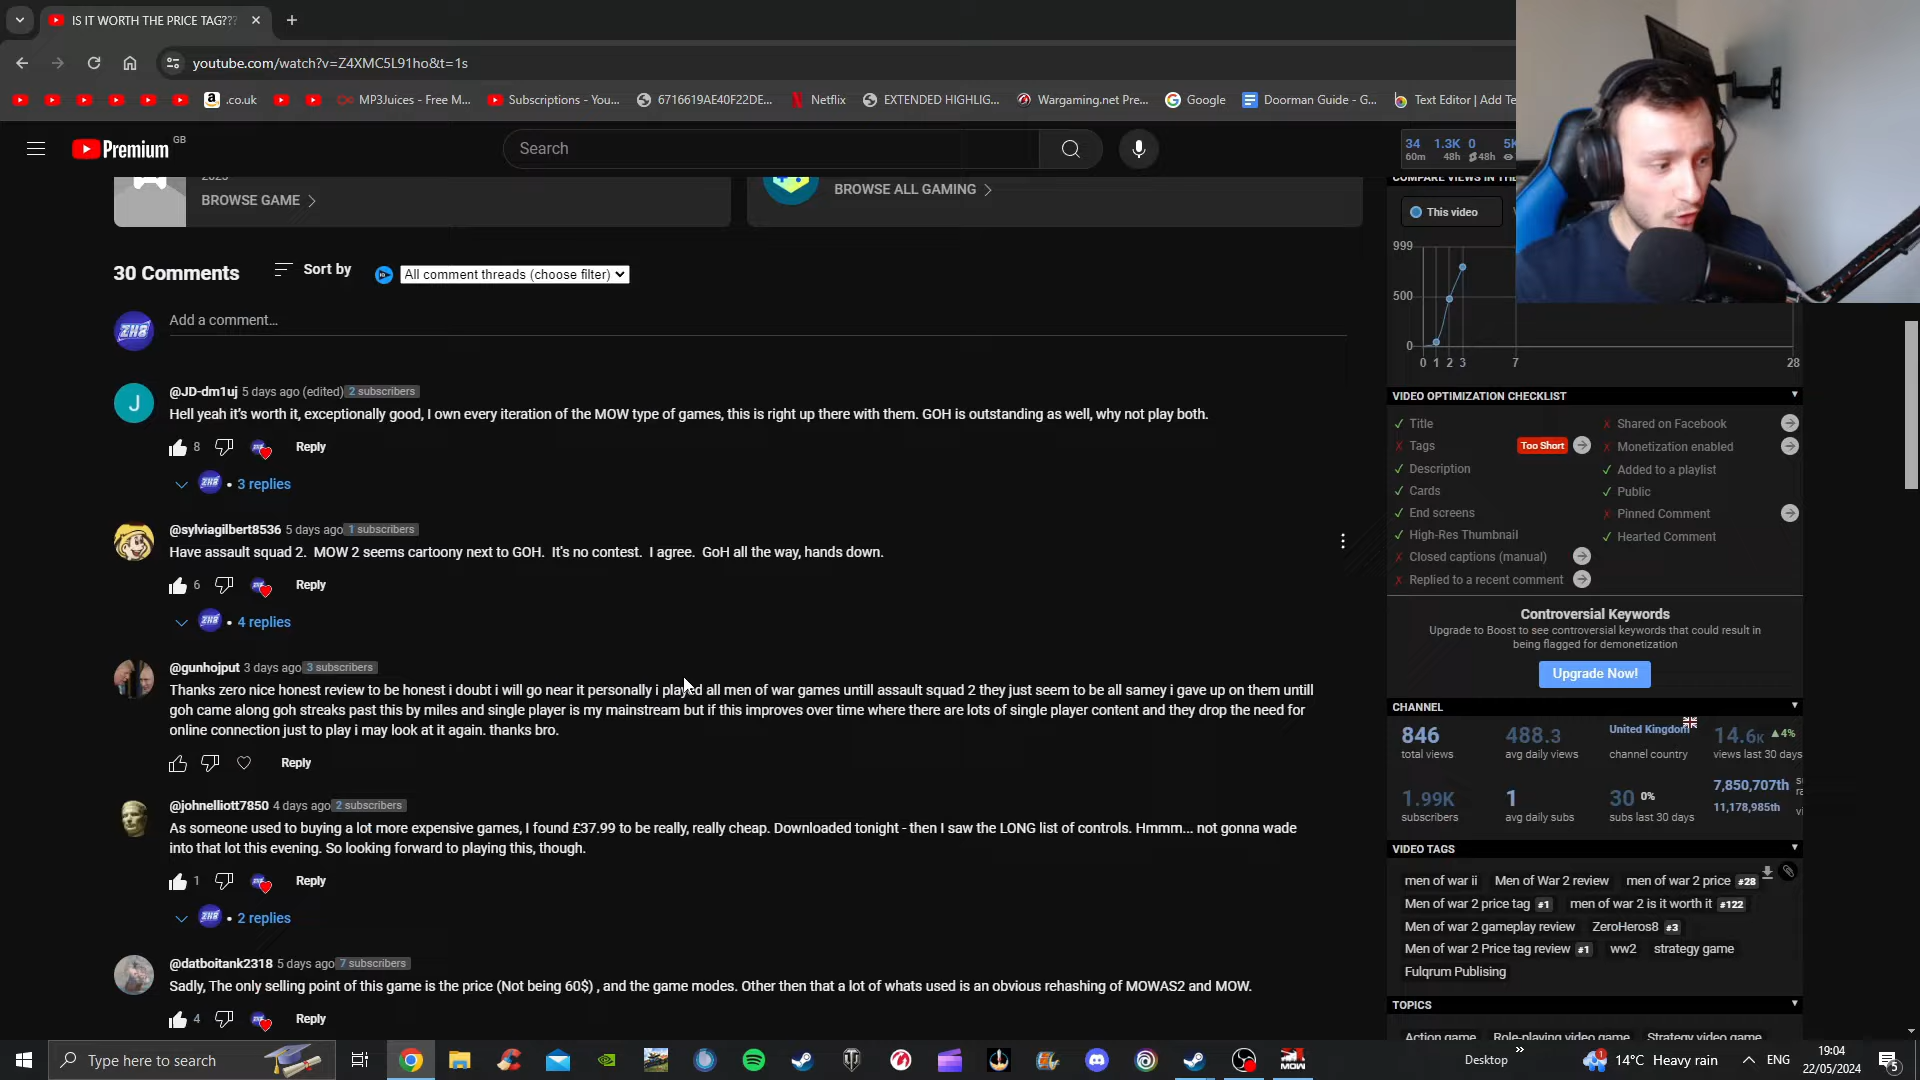 IS IT WORTH THE PRICE TAG???
youtube.com/watch?v=Z4XMC5L91ho&t=1s
.co.uk
MP3Juices - Free M...
Subscriptions - You...
6716619AE40F22DE...
Netflix
EXTENDED HIGHLIG...
Wargaming.net Pre...
Google
Doorman Guide - G...
Text Editor | Add Te
Premium GB
Search
34 1.3K 0 5K
60m 48h 48h
BROWSE GAME
BROWSE ALL GAMING
This video
999
500
0
0 1 2 3 7 28
30 Comments Sort by All comment threads (choose filter)
ZH8 Add a comment...
J @JD-dm1uj 5 days ago (edited) 2 subscribers
Hell yeah it's worth it, exceptionally good, I own every iteration of the MOW type of games, this is right up there with them. GOH is outstanding as well, why not play both.
8 Reply
ZH8 • 3 replies
@sylviagilbert8536 5 days ago 1 subscribers
Have assault squad 2. MOW 2 seems cartoony next to GOH. It's no contest. I agree. GoH all the way, hands down.
6 Reply
ZH8 • 4 replies
@gunhojput 3 days ago 3 subscribers
Thanks zero nice honest review to be honest i doubt i will go near it personally i played all men of war games untill assault squad 2 they just seem to be all samey i gave up on them untill
goh came along goh streaks past this by miles and single player is my mainstream but if this improves over time where there are lots of single player content and they drop the need for
online connection just to play i may look at it again. thanks bro.
Reply
@johnelliott7850 4 days ago 2 subscribers
As someone used to buying a lot more expensive games, I found £37.99 to be really, really cheap. Downloaded tonight - then I saw the LONG list of controls. Hmmm... not gonna wade
into that lot this evening. So looking forward to playing this, though.
1 Reply
ZH8 • 2 replies
@datboitank2318 5 days ago 7 subscribers
Sadly, The only selling point of this game is the price (Not being 60$) , and the game modes. Other then that a lot of whats used is an obvious rehashing of MOWAS2 and MOW.
4 Reply
VIDEO OPTIMIZATION CHECKLIST
Title Shared on Facebook
Tags Too Short Monetization enabled
Description Added to a playlist
Cards Public
End screens Pinned Comment
High-Res Thumbnail Hearted Comment
Closed captions (manual)
Replied to a recent comment
Controversial Keywords
Upgrade to Boost to see controversial keywords that could result in
being flagged for demonetization
Upgrade Now!
CHANNEL
846 488.3 United Kingdom 14.6K ▲4%
total views avg daily views channel country views last 30 days
1.99K 1 30 0% 7,850,707th
11,178,985th
subscribers avg daily subs subs last 30 days
VIDEO TAGS
men of war ii Men of War 2 review men of war 2 price #28
Men of war 2 price tag #1 men of war 2 is it worth it #122
Men of war 2 gameplay review ZeroHeros8 #3
Men of war 2 Price tag review #1 ww2 strategy game
Fulqrum Publising
TOPICS
Action game Role-playing video game Strategy video game
Type here to search
MOW
Desktop 14°C Heavy rain ENG 19:04
22/05/2024
5